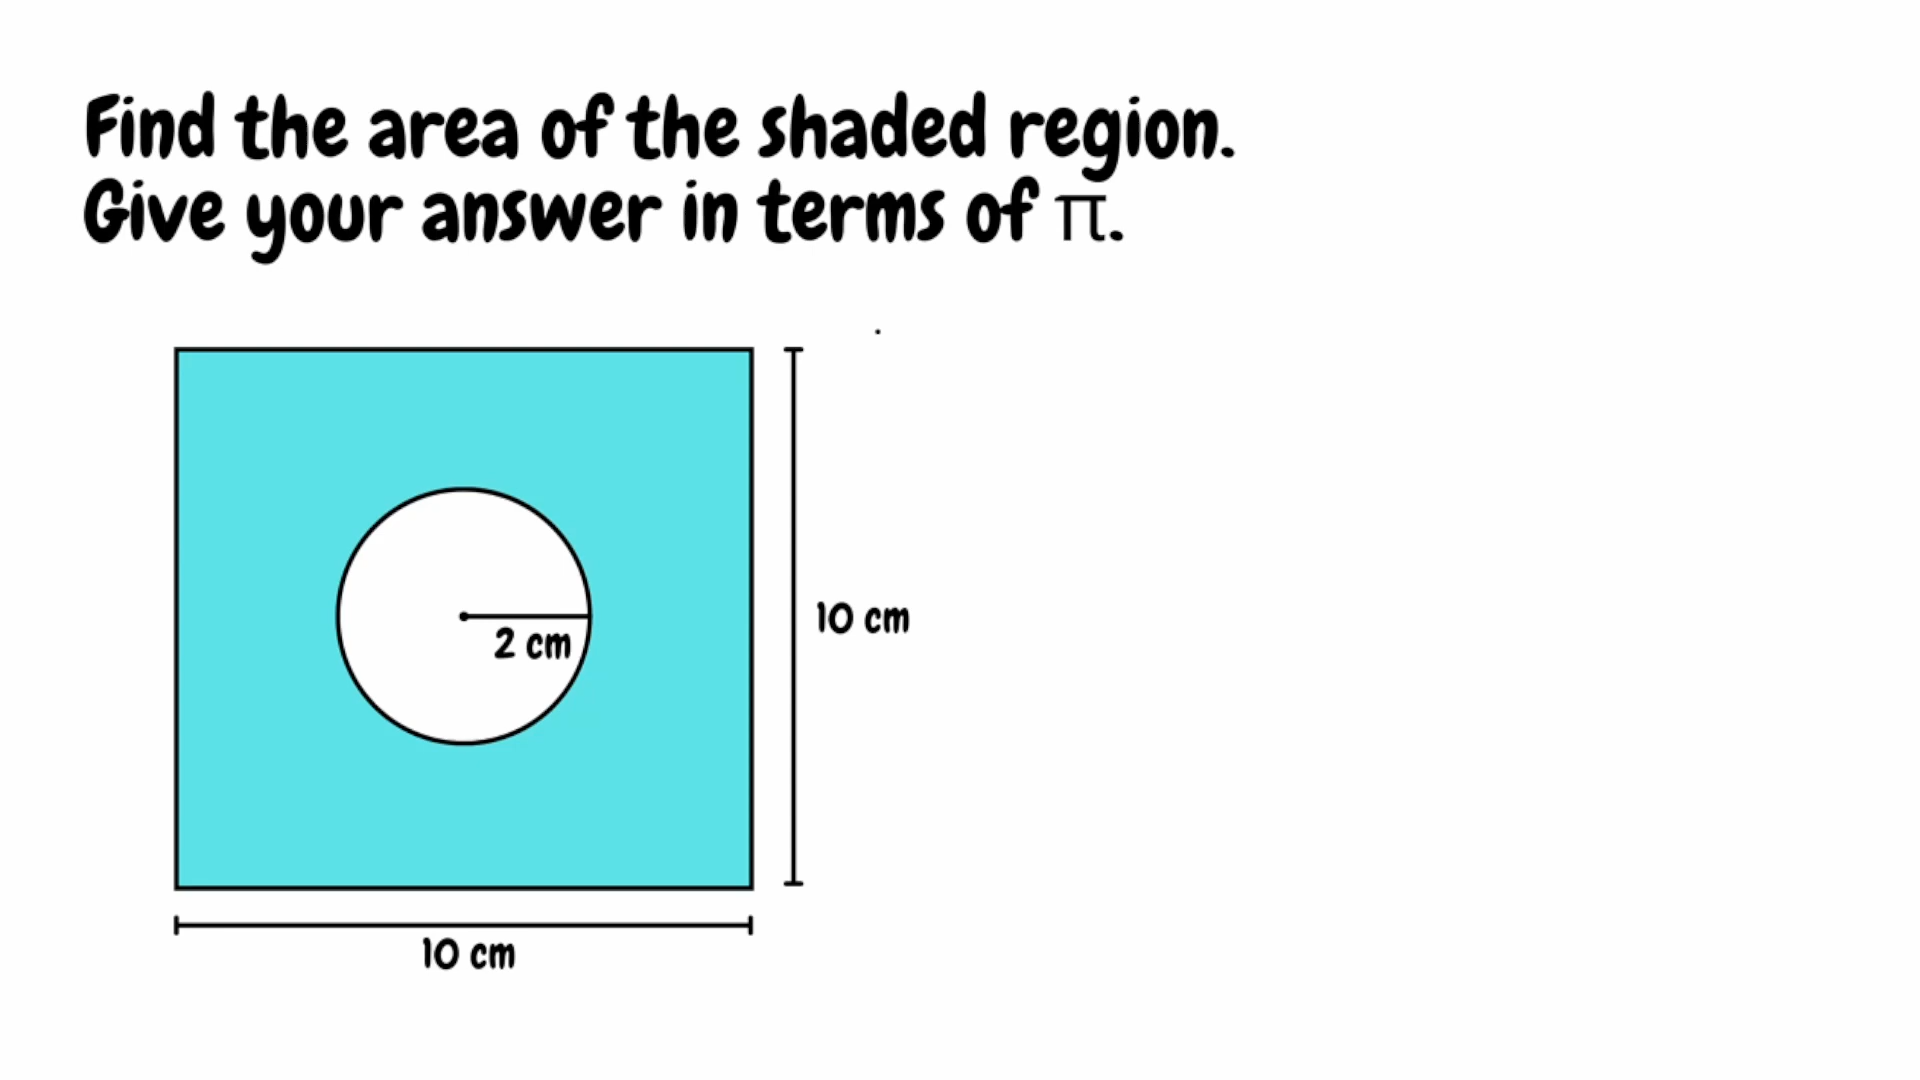 Find the area of the shaded region.
Give your answer in terms of π.
2 cm
10 cm
10 cm